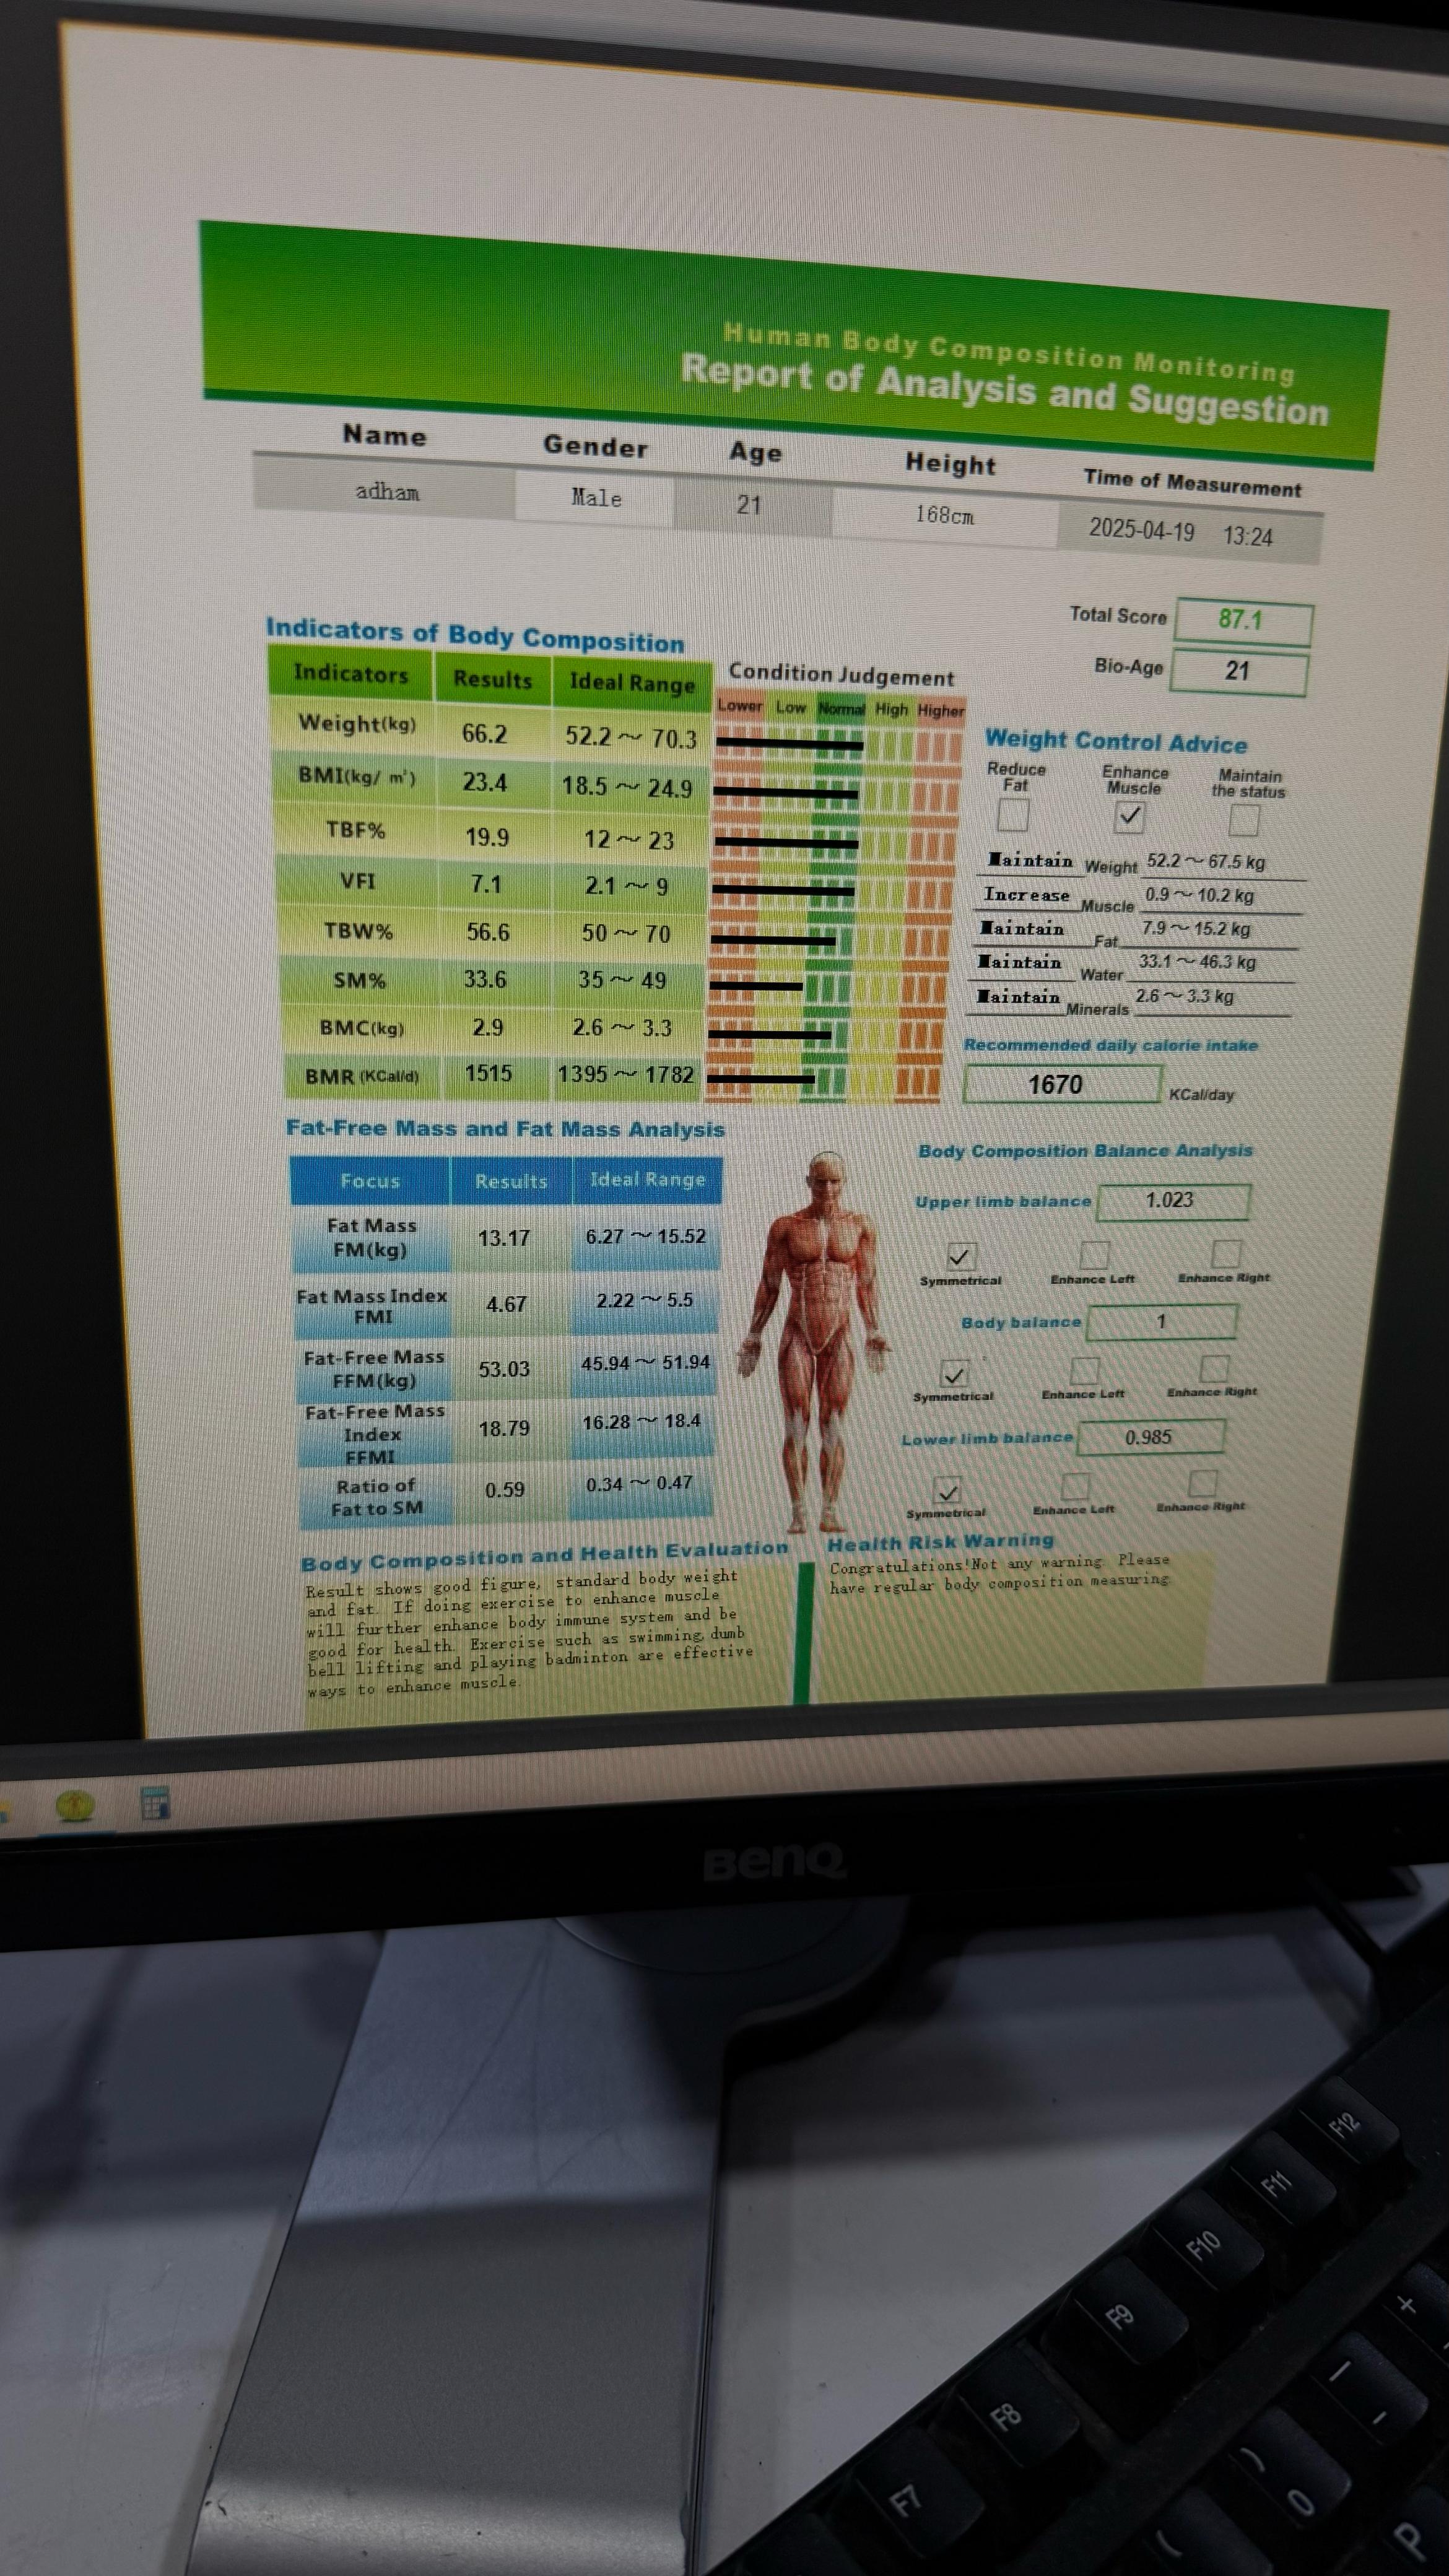 Human Body Composition Monitoring
Report of Analysis and Suggestion
Name Gender Age Height Time of Measurement
adham Male 21 168cm 2025-04-19 13:24
Total Score 87.1
Bio-Age 21
Indicators of Body Composition
Indicators Results Ideal Range Condition Judgement
Lower Low Normal High Higher
Weight(kg) 66.2 52.2 ~ 70.3
BMI(kg/ m²) 23.4 18.5 ~ 24.9
TBF% 19.9 12 ~ 23
VFI 7.1 2.1 ~ 9
TBW% 56.6 50 ~ 70
SM% 33.6 35 ~ 49
BMC(kg) 2.9 2.6 ~ 3.3
BMR (KCal/d) 1515 1395 ~ 1782
Weight Control Advice
Reduce Fat
Enhance Muscle
Maintain the status
Maintain Weight 52.2 ~ 67.5 kg
Increase Muscle 0.9 ~ 10.2 kg
Maintain Fat 7.9 ~ 15.2 kg
Maintain Water 33.1 ~ 46.3 kg
Maintain Minerals 2.6 ~ 3.3 kg
Recommended daily calorie intake
1670 KCal/day
Fat-Free Mass and Fat Mass Analysis
Focus Results Ideal Range
Fat Mass
FM(kg) 13.17 6.27 ~ 15.52
Fat Mass Index
FMI 4.67 2.22 ~ 5.5
Fat-Free Mass
FFM(kg) 53.03 45.94 ~ 51.94
Fat-Free Mass
Index
FFMI 18.79 16.28 ~ 18.4
Ratio of
Fat to SM 0.59 0.34 ~ 0.47
Body Composition Balance Analysis
Upper limb balance 1.023
Symmetrical Enhance Left Enhance Right
Body balance 1
Symmetrical Enhance Left Enhance Right
Lower limb balance 0.985
Symmetrical Enhance Left Enhance Right
Body Composition and Health Evaluation
Result shows good figure, standard body weight
and fat. If doing exercise to enhance muscle
will further enhance body immune system and be
good for health. Exercise such as swimming, dumb
bell lifting and playing badminton are effective
ways to enhance muscle.
Health Risk Warning
Congratulations!Not any warning. Please
have regular body composition measuring.
BenQ
F12
F11
F10
F9
F8
F7
+
)
0
(
P